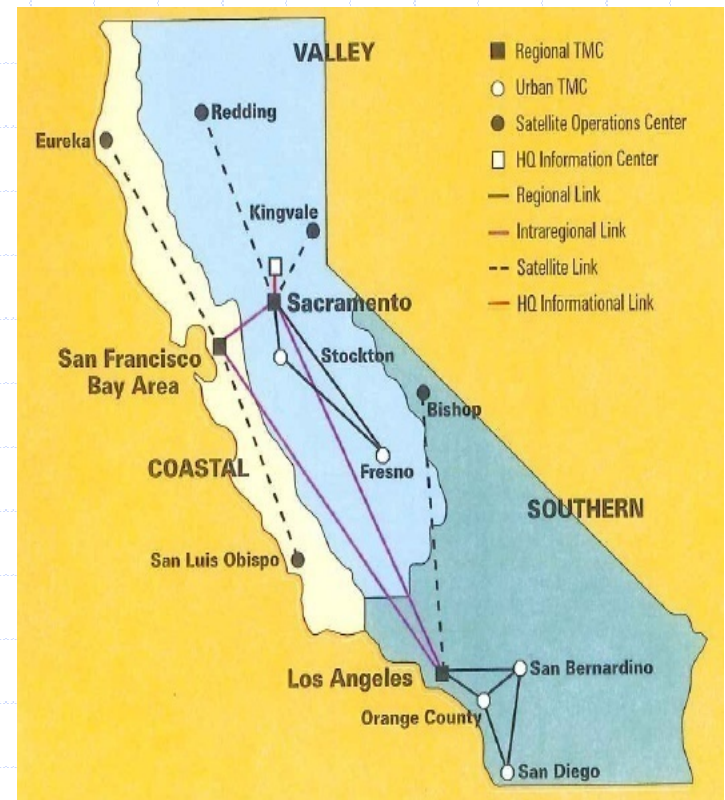 VALLEY
Regional TMC
Urban TMC
Satellite Operations Center
HQ Information Center
Regional Link
Intraregional Link
Satellite Link
HQ Informational Link
Redding
Eureka
Kingvale
Sacramento
San Francisco
Bay Area
Stockton
Bishop
COASTAL
Fresno
SOUTHERN
San Luis Obispo
Los Angeles
San Bernardino
Orange County
San Diego